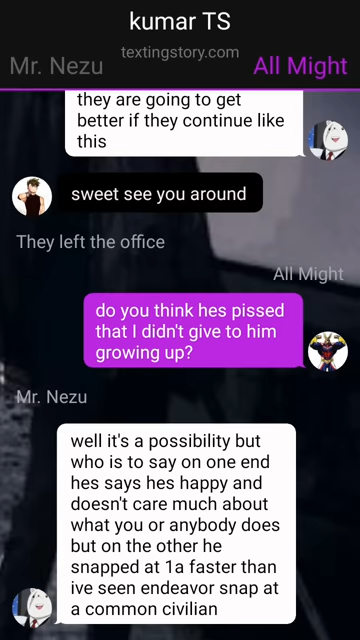 kumar TS
textingstory.com
Mr. Nezu
All Might
they are going to get
better if they continue like
this
sweet see you around
They left the office
All Might
do you think hes pissed
that I didn't give to him
growing up?
Mr. Nezu
well it's a possibility but
who is to say on one end
hes says hes happy and
doesn't care much about
what you or anybody does
but on the other he
snapped at 1a faster than
ive seen endeavor snap at
a common civilian